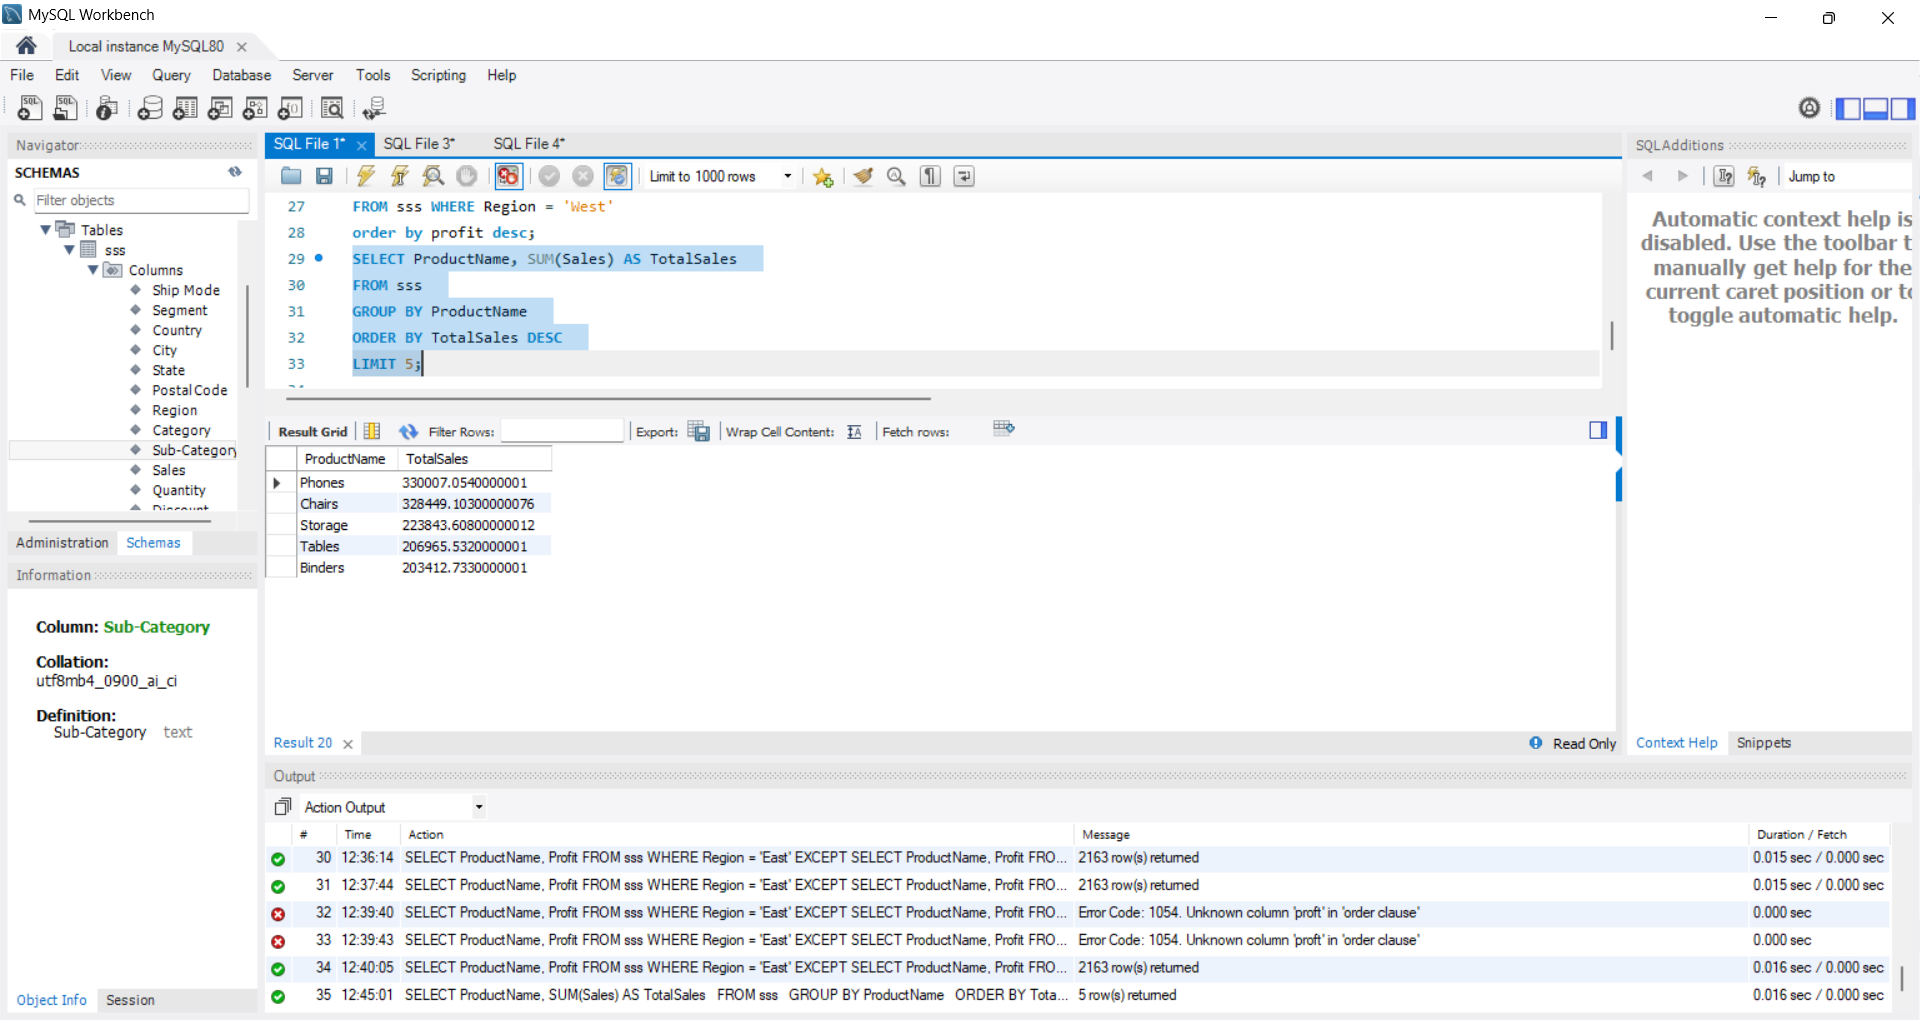 MySQL Workbench
Local instance MySQL80
File Edit View Query Database Server Tools Scripting Help
Navigator
SCHEMAS
Filter objects
Tables
sss
Columns
Ship Mode
Segment
Country
City
State
PostalCode
Region
Category
Sub-Category
Sales
Quantity
Discount
Administration Schemas
Information
Column: Sub-Category
Collation:
utf8mb4_0900_ai_ci
Definition:
Sub-Category text
Object Info Session
SQL File 1* SQL File 3* SQL File 4*
Limit to 1000 rows
27 FROM sss WHERE Region = 'West'
28 order by profit desc;
29 SELECT ProductName, SUM(Sales) AS TotalSales
30 FROM sss
31 GROUP BY ProductName
32 ORDER BY TotalSales DESC
33 LIMIT 5;
34
Result Grid Filter Rows: Export: Wrap Cell Content: Fetch rows:
ProductName TotalSales
Phones 330007.0540000001
Chairs 328449.10300000076
Storage 223843.60800000012
Tables 206965.5320000001
Binders 203412.7330000001
Result 20
Read Only
SQLAdditions
Jump to
Automatic context help is
disabled. Use the toolbar t
manually get help for the
current caret position or to
toggle automatic help.
Context Help Snippets
Output
Action Output
# Time Action Message Duration / Fetch
30 12:36:14 SELECT ProductName, Profit FROM sss WHERE Region = 'East' EXCEPT SELECT ProductName, Profit FRO... 2163 row(s) returned 0.015 sec / 0.000 sec
31 12:37:44 SELECT ProductName, Profit FROM sss WHERE Region = 'East' EXCEPT SELECT ProductName, Profit FRO... 2163 row(s) returned 0.015 sec / 0.000 sec
32 12:39:40 SELECT ProductName, Profit FROM sss WHERE Region = 'East' EXCEPT SELECT ProductName, Profit FRO... Error Code: 1054. Unknown column 'proft' in 'order clause' 0.000 sec
33 12:39:43 SELECT ProductName, Profit FROM sss WHERE Region = 'East' EXCEPT SELECT ProductName, Profit FRO... Error Code: 1054. Unknown column 'proft' in 'order clause' 0.000 sec
34 12:40:05 SELECT ProductName, Profit FROM sss WHERE Region = 'East' EXCEPT SELECT ProductName, Profit FRO... 2163 row(s) returned 0.016 sec / 0.000 sec
35 12:45:01 SELECT ProductName, SUM(Sales) AS TotalSales FROM sss GROUP BY ProductName ORDER BY Tota... 5 row(s) returned 0.016 sec / 0.000 sec